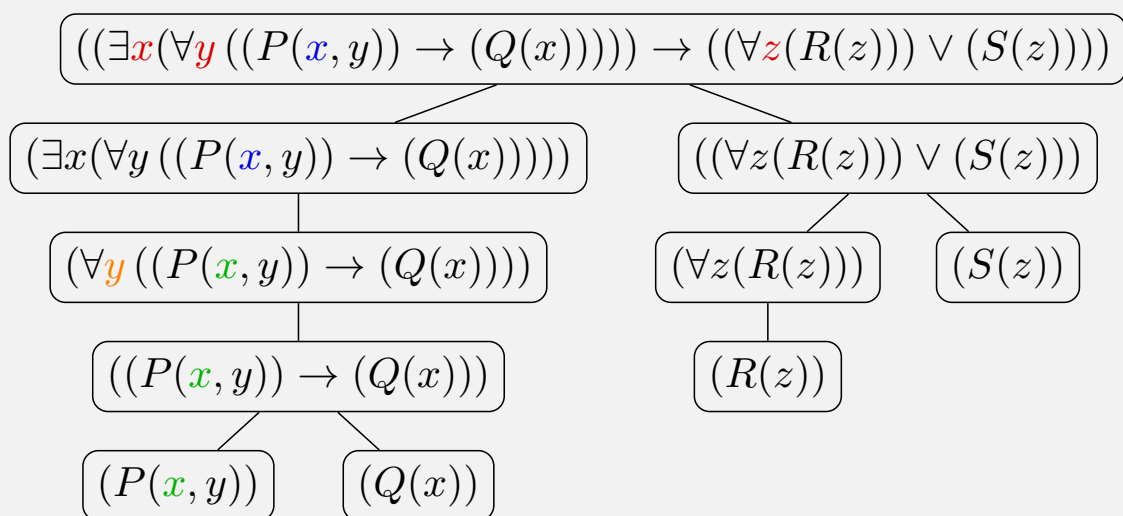 ((∃x(∀y ((P(x, y)) → (Q(x))))) → ((∀z(R(z))) ∨ (S(z))))
(∃x(∀y ((P(x, y)) → (Q(x)))))
((∀z(R(z))) ∨ (S(z)))
(∀y ((P(x, y)) → (Q(x))))
(∀z(R(z)))
(S(z))
((P(x, y)) → (Q(x)))
(R(z))
(P(x, y))
(Q(x))